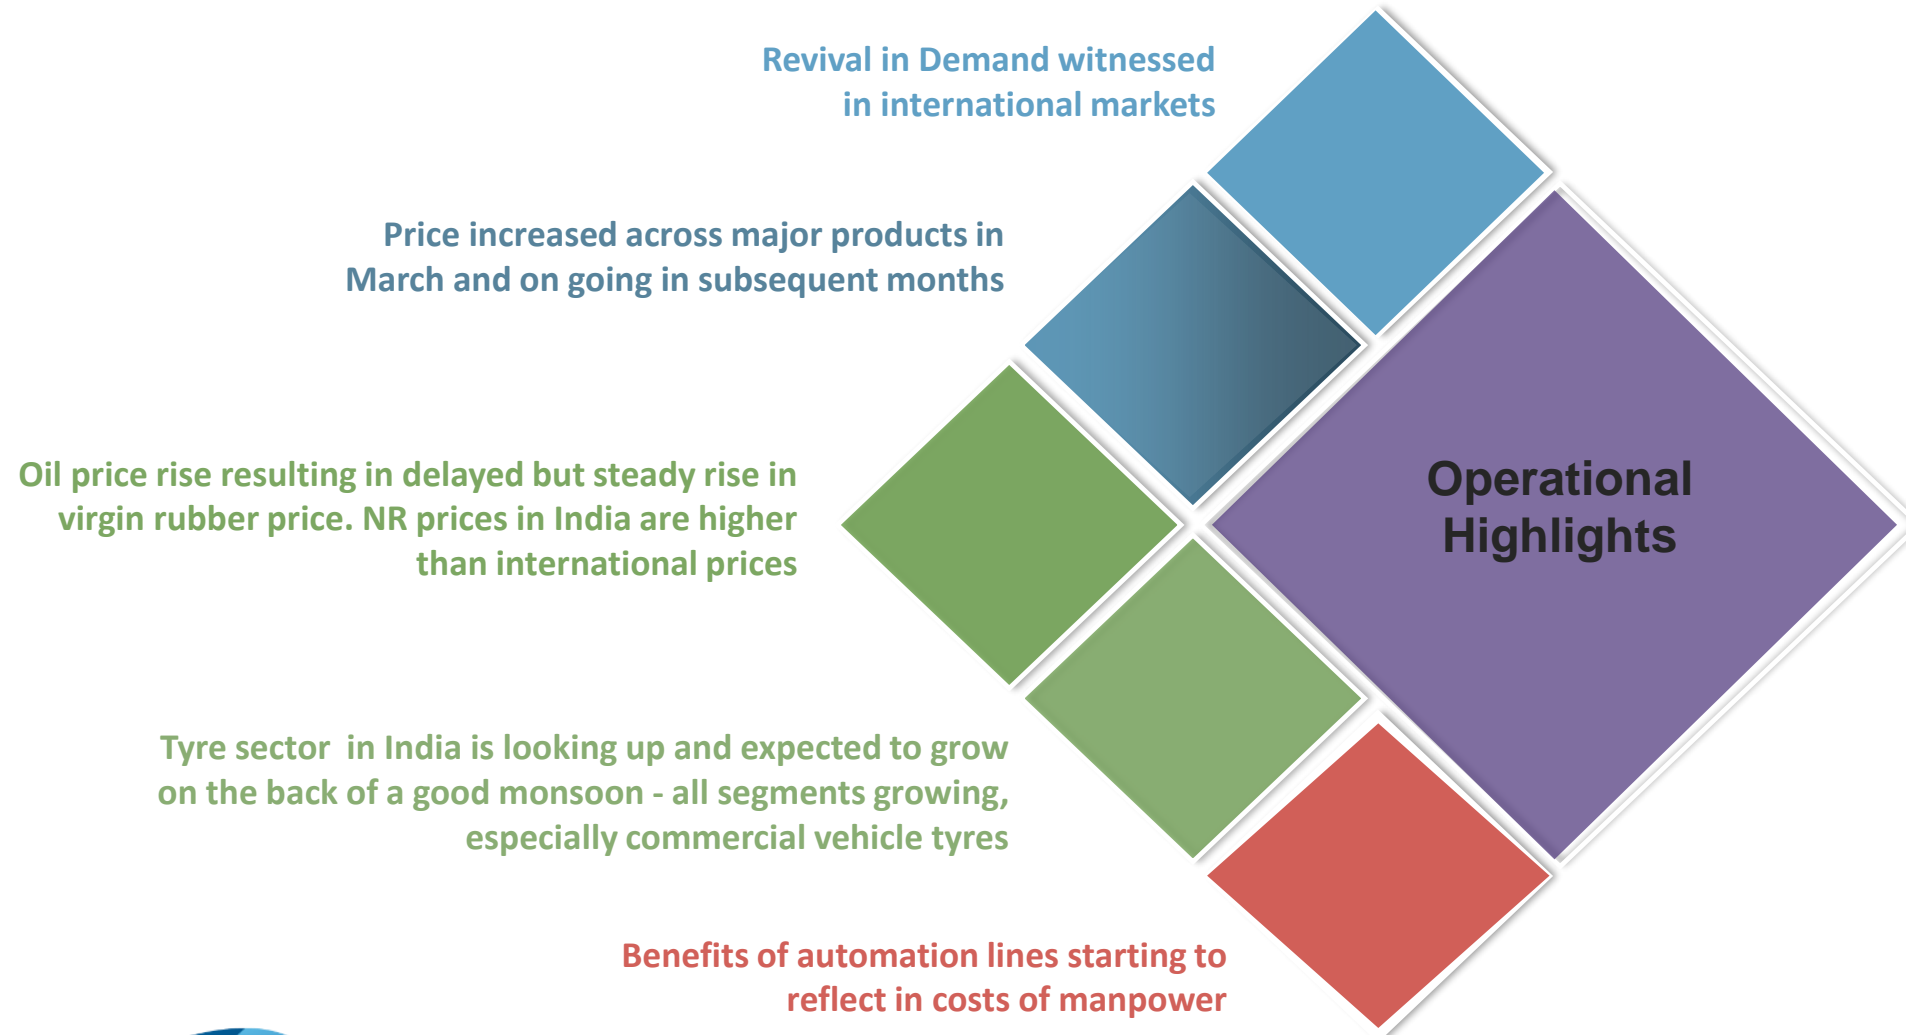 Revival in Demand witnessed
in international markets
Price increased across major products in
March and on going in subsequent months
Oil price rise resulting in delayed but steady rise in
virgin rubber price. NR prices in India are higher
than international prices
Operational
Highlights
Tyre sector  in India is looking up and expected to grow
on the back of a good monsoon - all segments growing,
especially commercial vehicle tyres
Benefits of automation lines starting to
reflect in costs of manpower